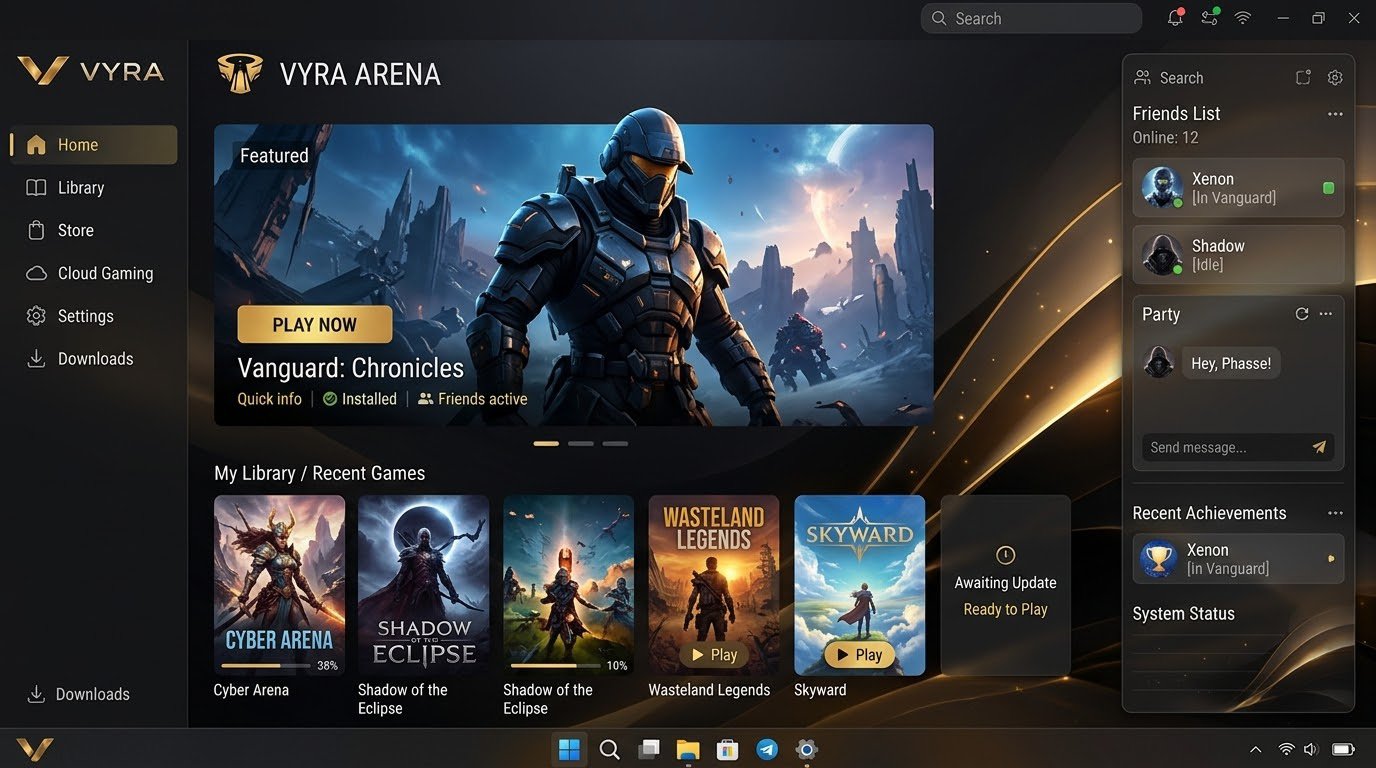 Search
VYRA
VYRA ARENA
Home
Library
Store
Cloud Gaming
Settings
Downloads
Downloads
Featured
PLAY NOW
Vanguard: Chronicles
Quick info | Installed | Friends active
My Library / Recent Games
CYBER ARENA
38%
Cyber Arena
SHADOW
OF THE
ECLIPSE
Shadow of the
Eclipse
10%
Shadow of the
Eclipse
WASTELAND
LEGENDS
Play
Wasteland Legends
SKYWARD
Play
Skyward
Awaiting Update
Ready to Play
Search
Friends List
Online: 12
Xenon
[In Vanguard]
Shadow
[Idle]
Party
Hey, Phasse!
Send message...
Recent Achievements
Xenon
[In Vanguard]
System Status